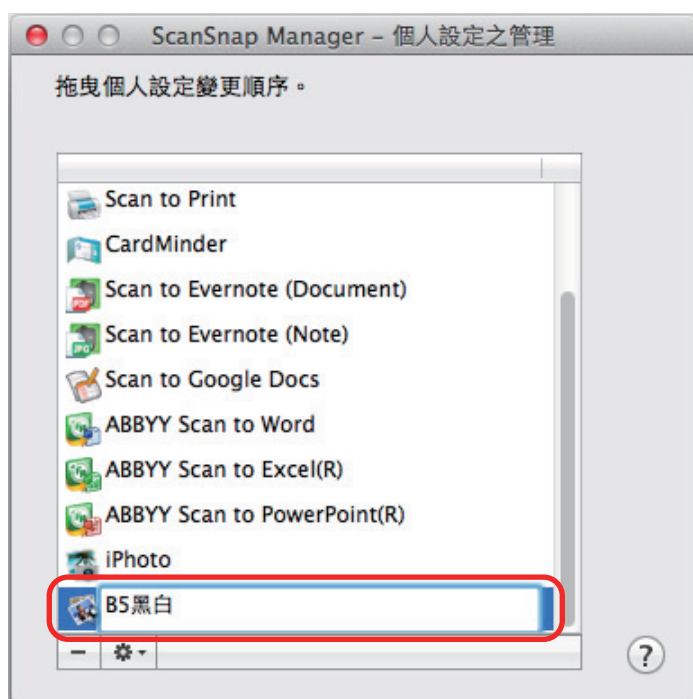 ScanSnap Manager – 個人設定之管理
拖曳個人設定變更順序。
Scan to Print
CardMinder
Scan to Evernote (Document)
Scan to Evernote (Note)
Scan to Google Docs
ABBYY Scan to Word
ABBYY Scan to Excel(R)
ABBYY Scan to PowerPoint(R)
iPhoto
B5黑白
?